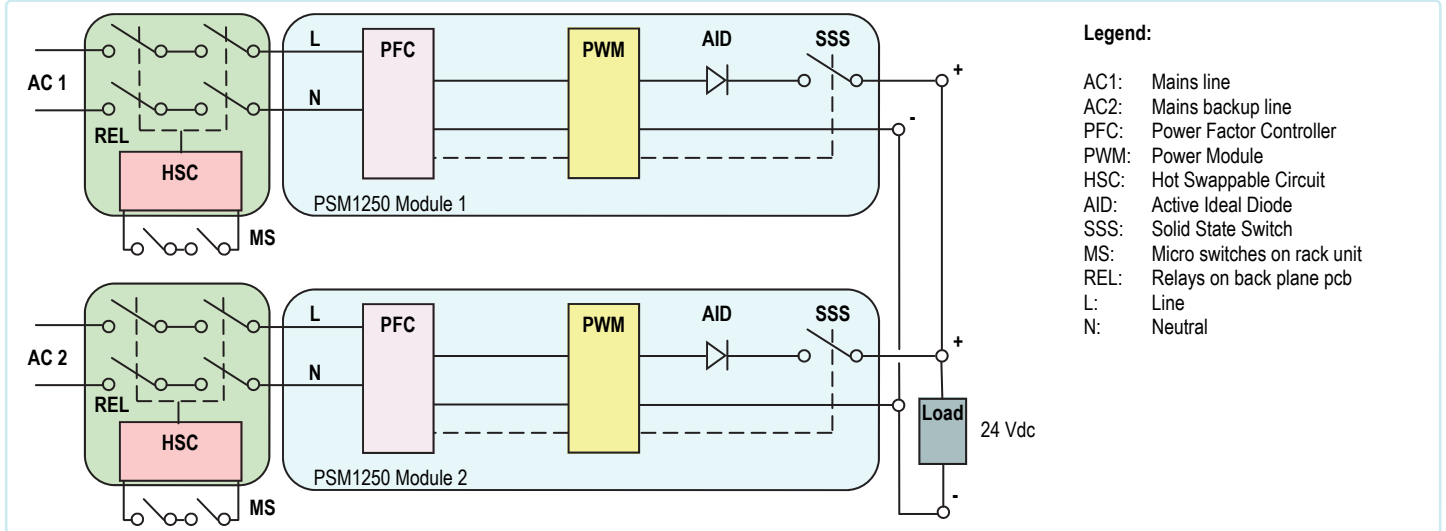 AC 1
REL
HSC
MS
L
N
PFC
PWM
AID
SSS
+
-
PSM1250 Module 1
AC 2
REL
HSC
MS
L
N
PFC
PWM
AID
SSS
+
Load
24 Vdc
-
PSM1250 Module 2
Legend:
AC1: Mains line
AC2: Mains backup line
PFC: Power Factor Controller
PWM: Power Module
HSC: Hot Swappable Circuit
AID: Active Ideal Diode
SSS: Solid State Switch
MS: Micro switches on rack unit
REL: Relays on back plane pcb
L: Line
N: Neutral